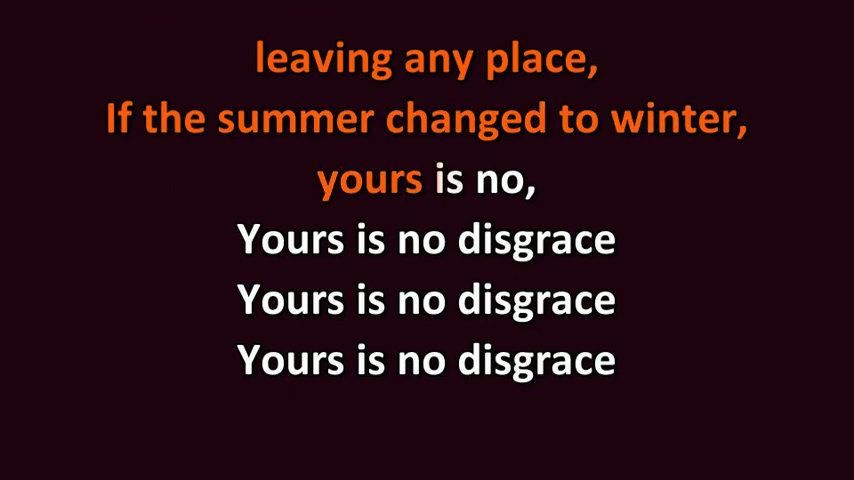 leaving any place,
If the summer changed to winter,
yours is no,
Yours is no disgrace
Yours is no disgrace
Yours is no disgrace